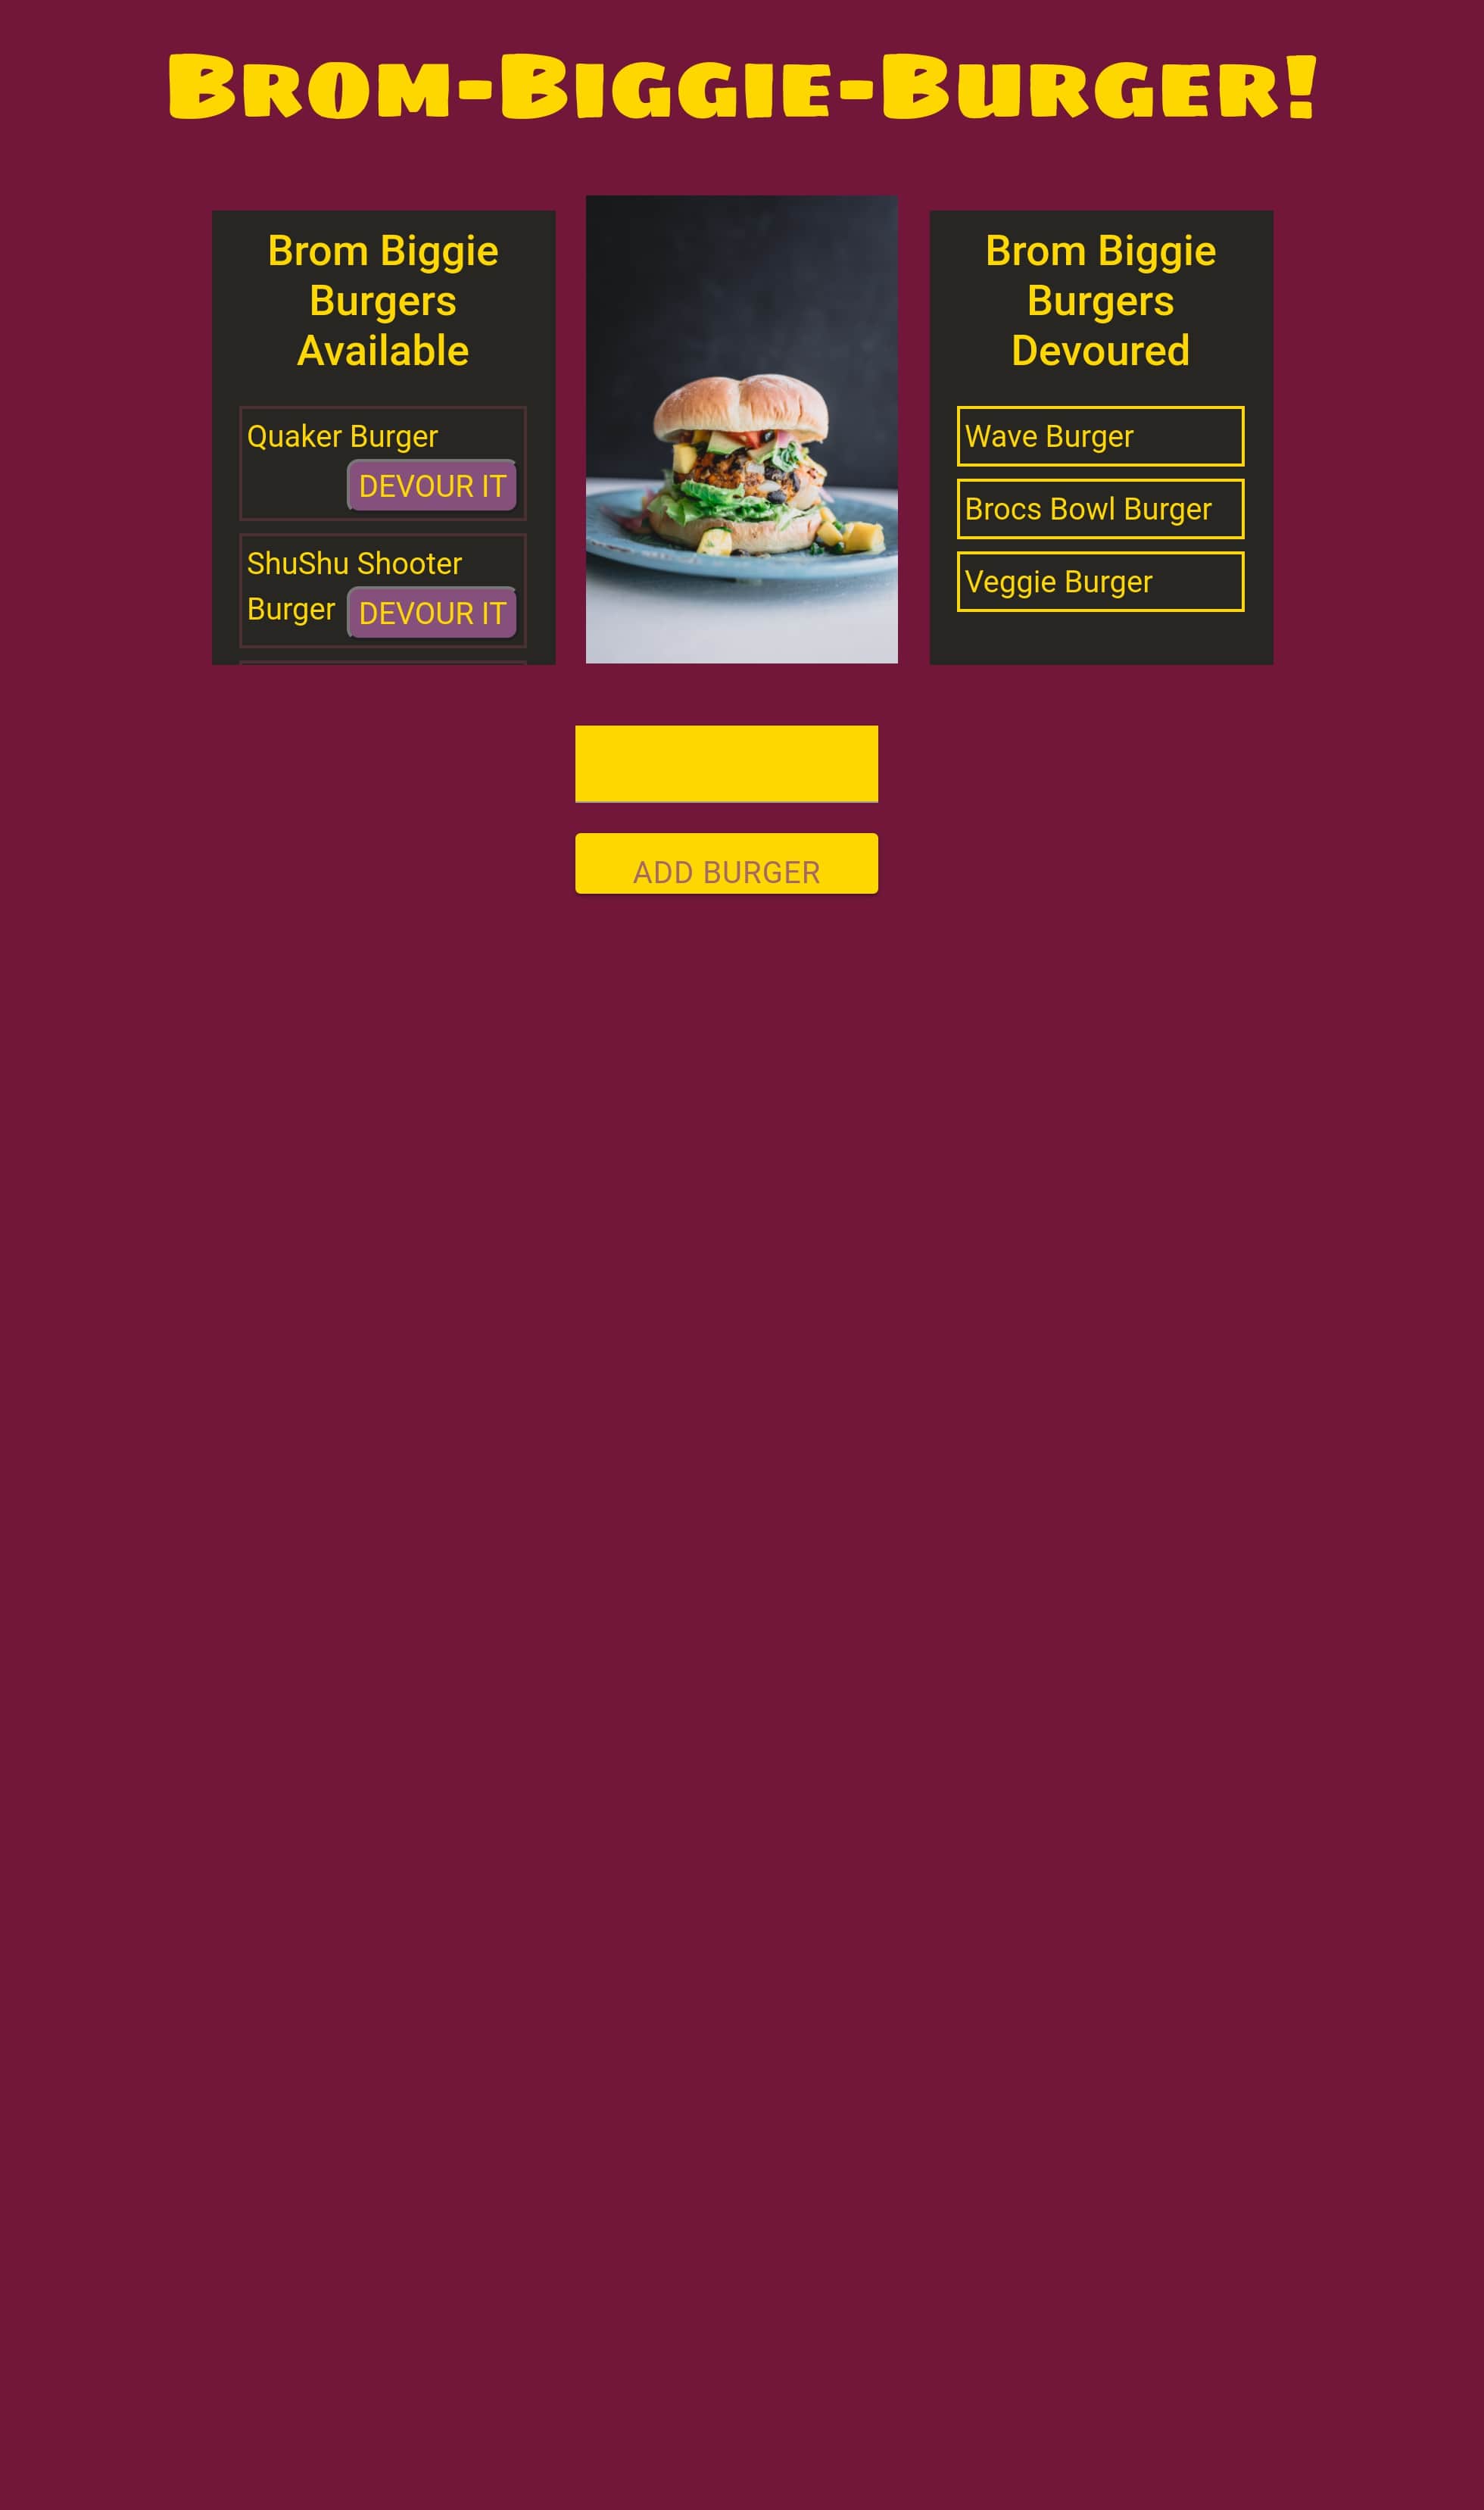 Brom-Biggie-Burger!
Brom Biggie
Burgers
Available
Quaker Burger
DEVOUR IT
ShuShu Shooter
Burger
DEVOUR IT
Brom Biggie
Burgers
Devoured
Wave Burger
Brocs Bowl Burger
Veggie Burger
ADD BURGER